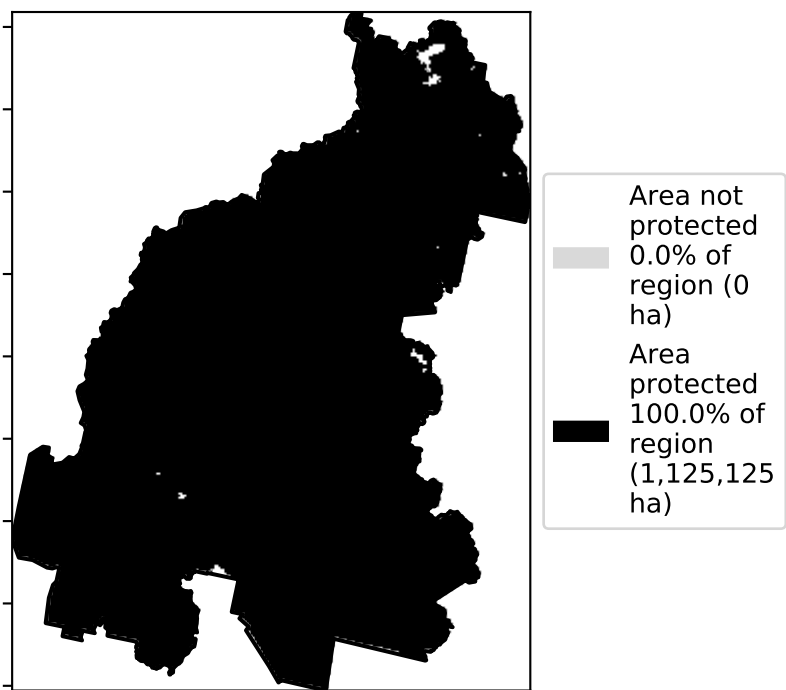 Area not
protected
0.0% of
region (0
ha)
Area
protected
100.0% of
region
(1,125,125
ha)